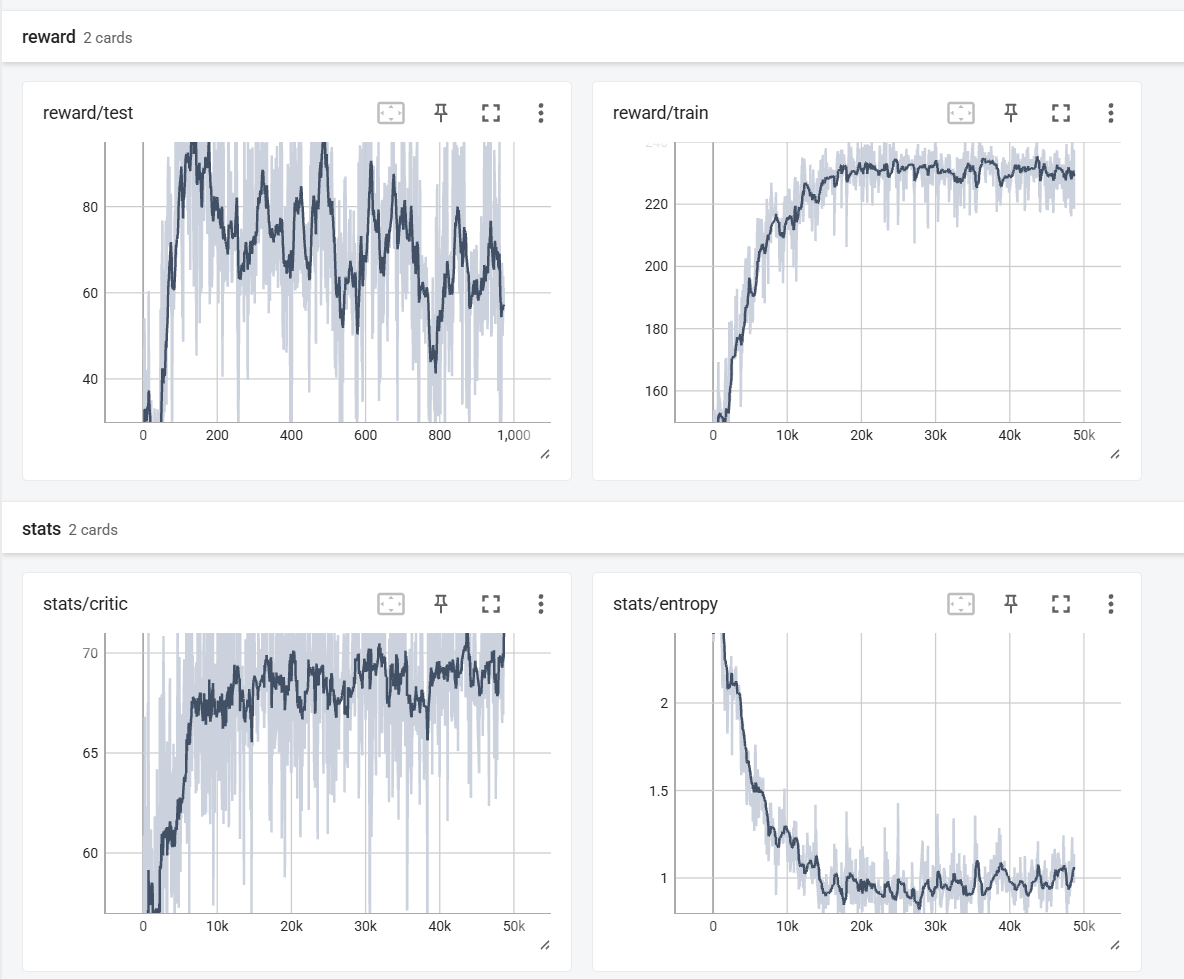 reward 2 cards
reward/test
80
60
40
0 200 400 600 800 1,000
reward/train
240
220
200
180
160
0 10k 20k 30k 40k 50k
stats 2 cards
stats/critic
70
65
60
0 10k 20k 30k 40k 50k
stats/entropy
2
1.5
1
0 10k 20k 30k 40k 50k